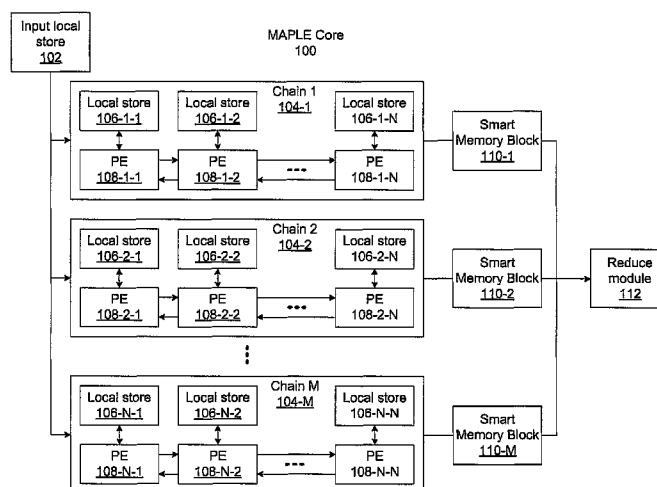 Input local
store
102
MAPLE Core
100
Chain 1
104-1
Local store
106-1-1
Local store
106-1-2
Local store
106-1-N
PE
108-1-1
PE
108-1-2
PE
108-1-N
Smart
Memory Block
110-1
Chain 2
104-2
Local store
106-2-1
Local store
106-2-2
Local store
106-2-N
PE
108-2-1
PE
108-2-2
PE
108-2-N
Smart
Memory Block
110-2
Reduce
module
112
Chain M
104-M
Local store
106-N-1
Local store
106-N-2
Local store
106-N-N
PE
108-N-1
PE
108-N-2
PE
108-N-N
Smart
Memory Block
110-M